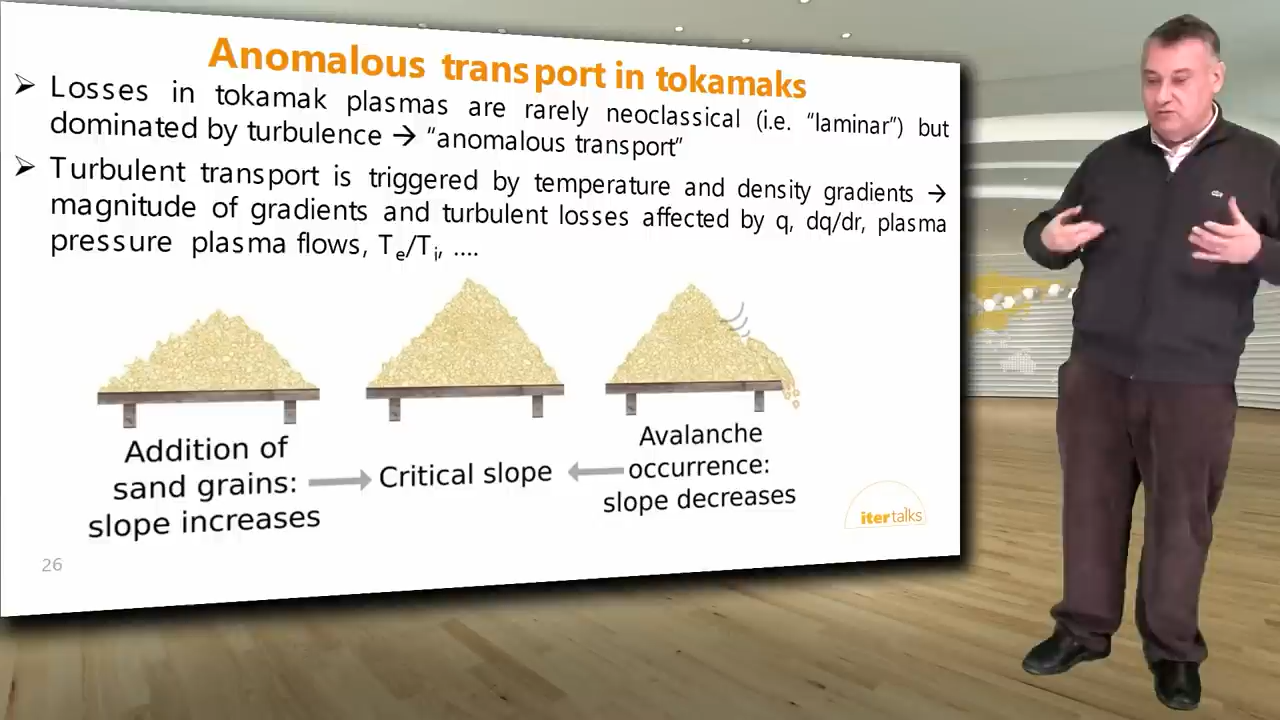 Anomalous transport in tokamaks
➢ Losses in tokamak plasmas are rarely neoclassical (i.e. “laminar”) but
dominated by turbulence → “anomalous transport”
➢ Turbulent transport is triggered by temperature and density gradients →
magnitude of gradients and turbulent losses affected by q, dq/dr, plasma
pressure plasma flows, Te/Ti, ....
Addition of
sand grains:
slope increases
Critical slope
Avalanche
occurrence:
slope decreases
iter talks
26